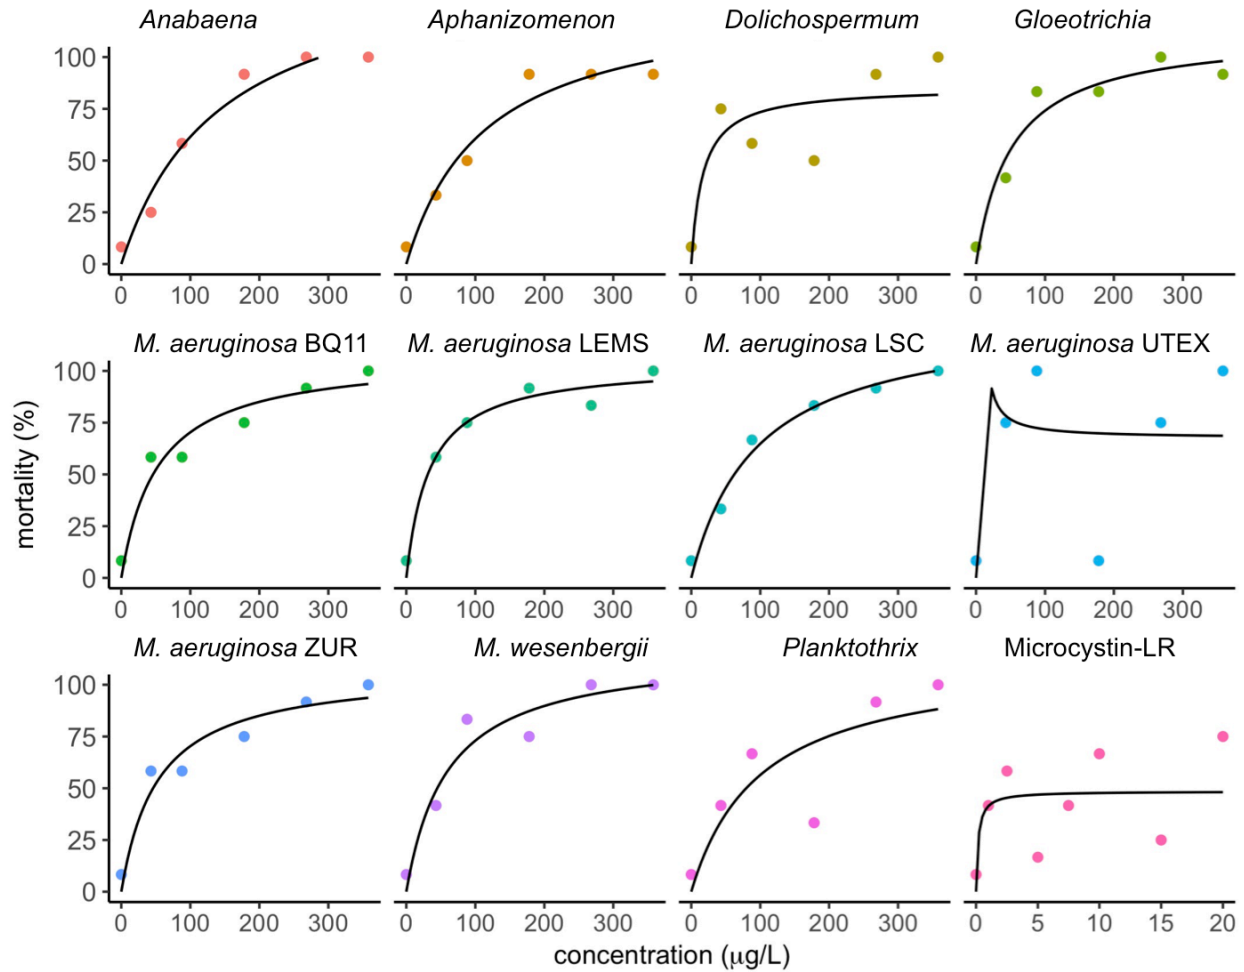 Anabaena Aphanizomenon Dolichospermum Gloeotrichia
100
75
50
25
0
0 100 200 300 0 100 200 300 0 100 200 300 0 100 200 300
M. aeruginosa BQ11 M. aeruginosa LEMS M. aeruginosa LSC M. aeruginosa UTEX
mortality (%)
100
75
50
25
0
0 100 200 300 0 100 200 300 0 100 200 300 0 100 200 300
M. aeruginosa ZUR M. wesenbergii Planktothrix Microcystin-LR
100
75
50
25
0
0 100 200 300 0 100 200 300 0 100 200 300 0 5 10 15 20
concentration (μg/L)